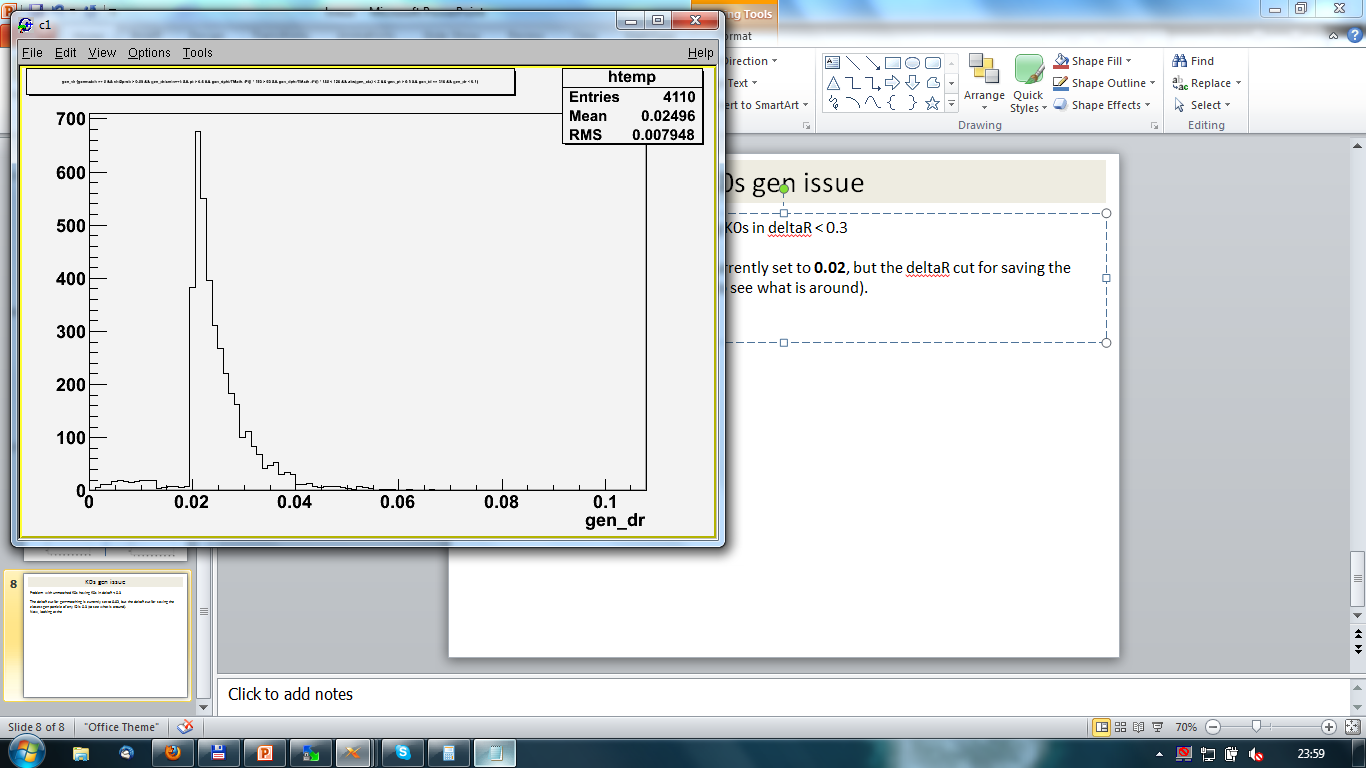 c1
File Edit View Options Tools Help
htemp
Entries 4110
Mean 0.02496
RMS 0.007948
700
600
500
400
300
200
100
0
0 0.02 0.04 0.06 0.08 0.1
gen_dr
ng Tools
ormat
Direction
Text
ert to SmartArt
Arrange
Quick Styles
Shape Fill
Shape Outline
Shape Effects
Drawing
Find
Replace
Select
Editing
0s gen issue
K0s in deltaR < 0.3
rrently set to 0.02, but the deltaR cut for saving the
see what is around).
8
K0s gen issue
Click to add notes
Slide 8 of 8
"Office Theme"
70%
23:59